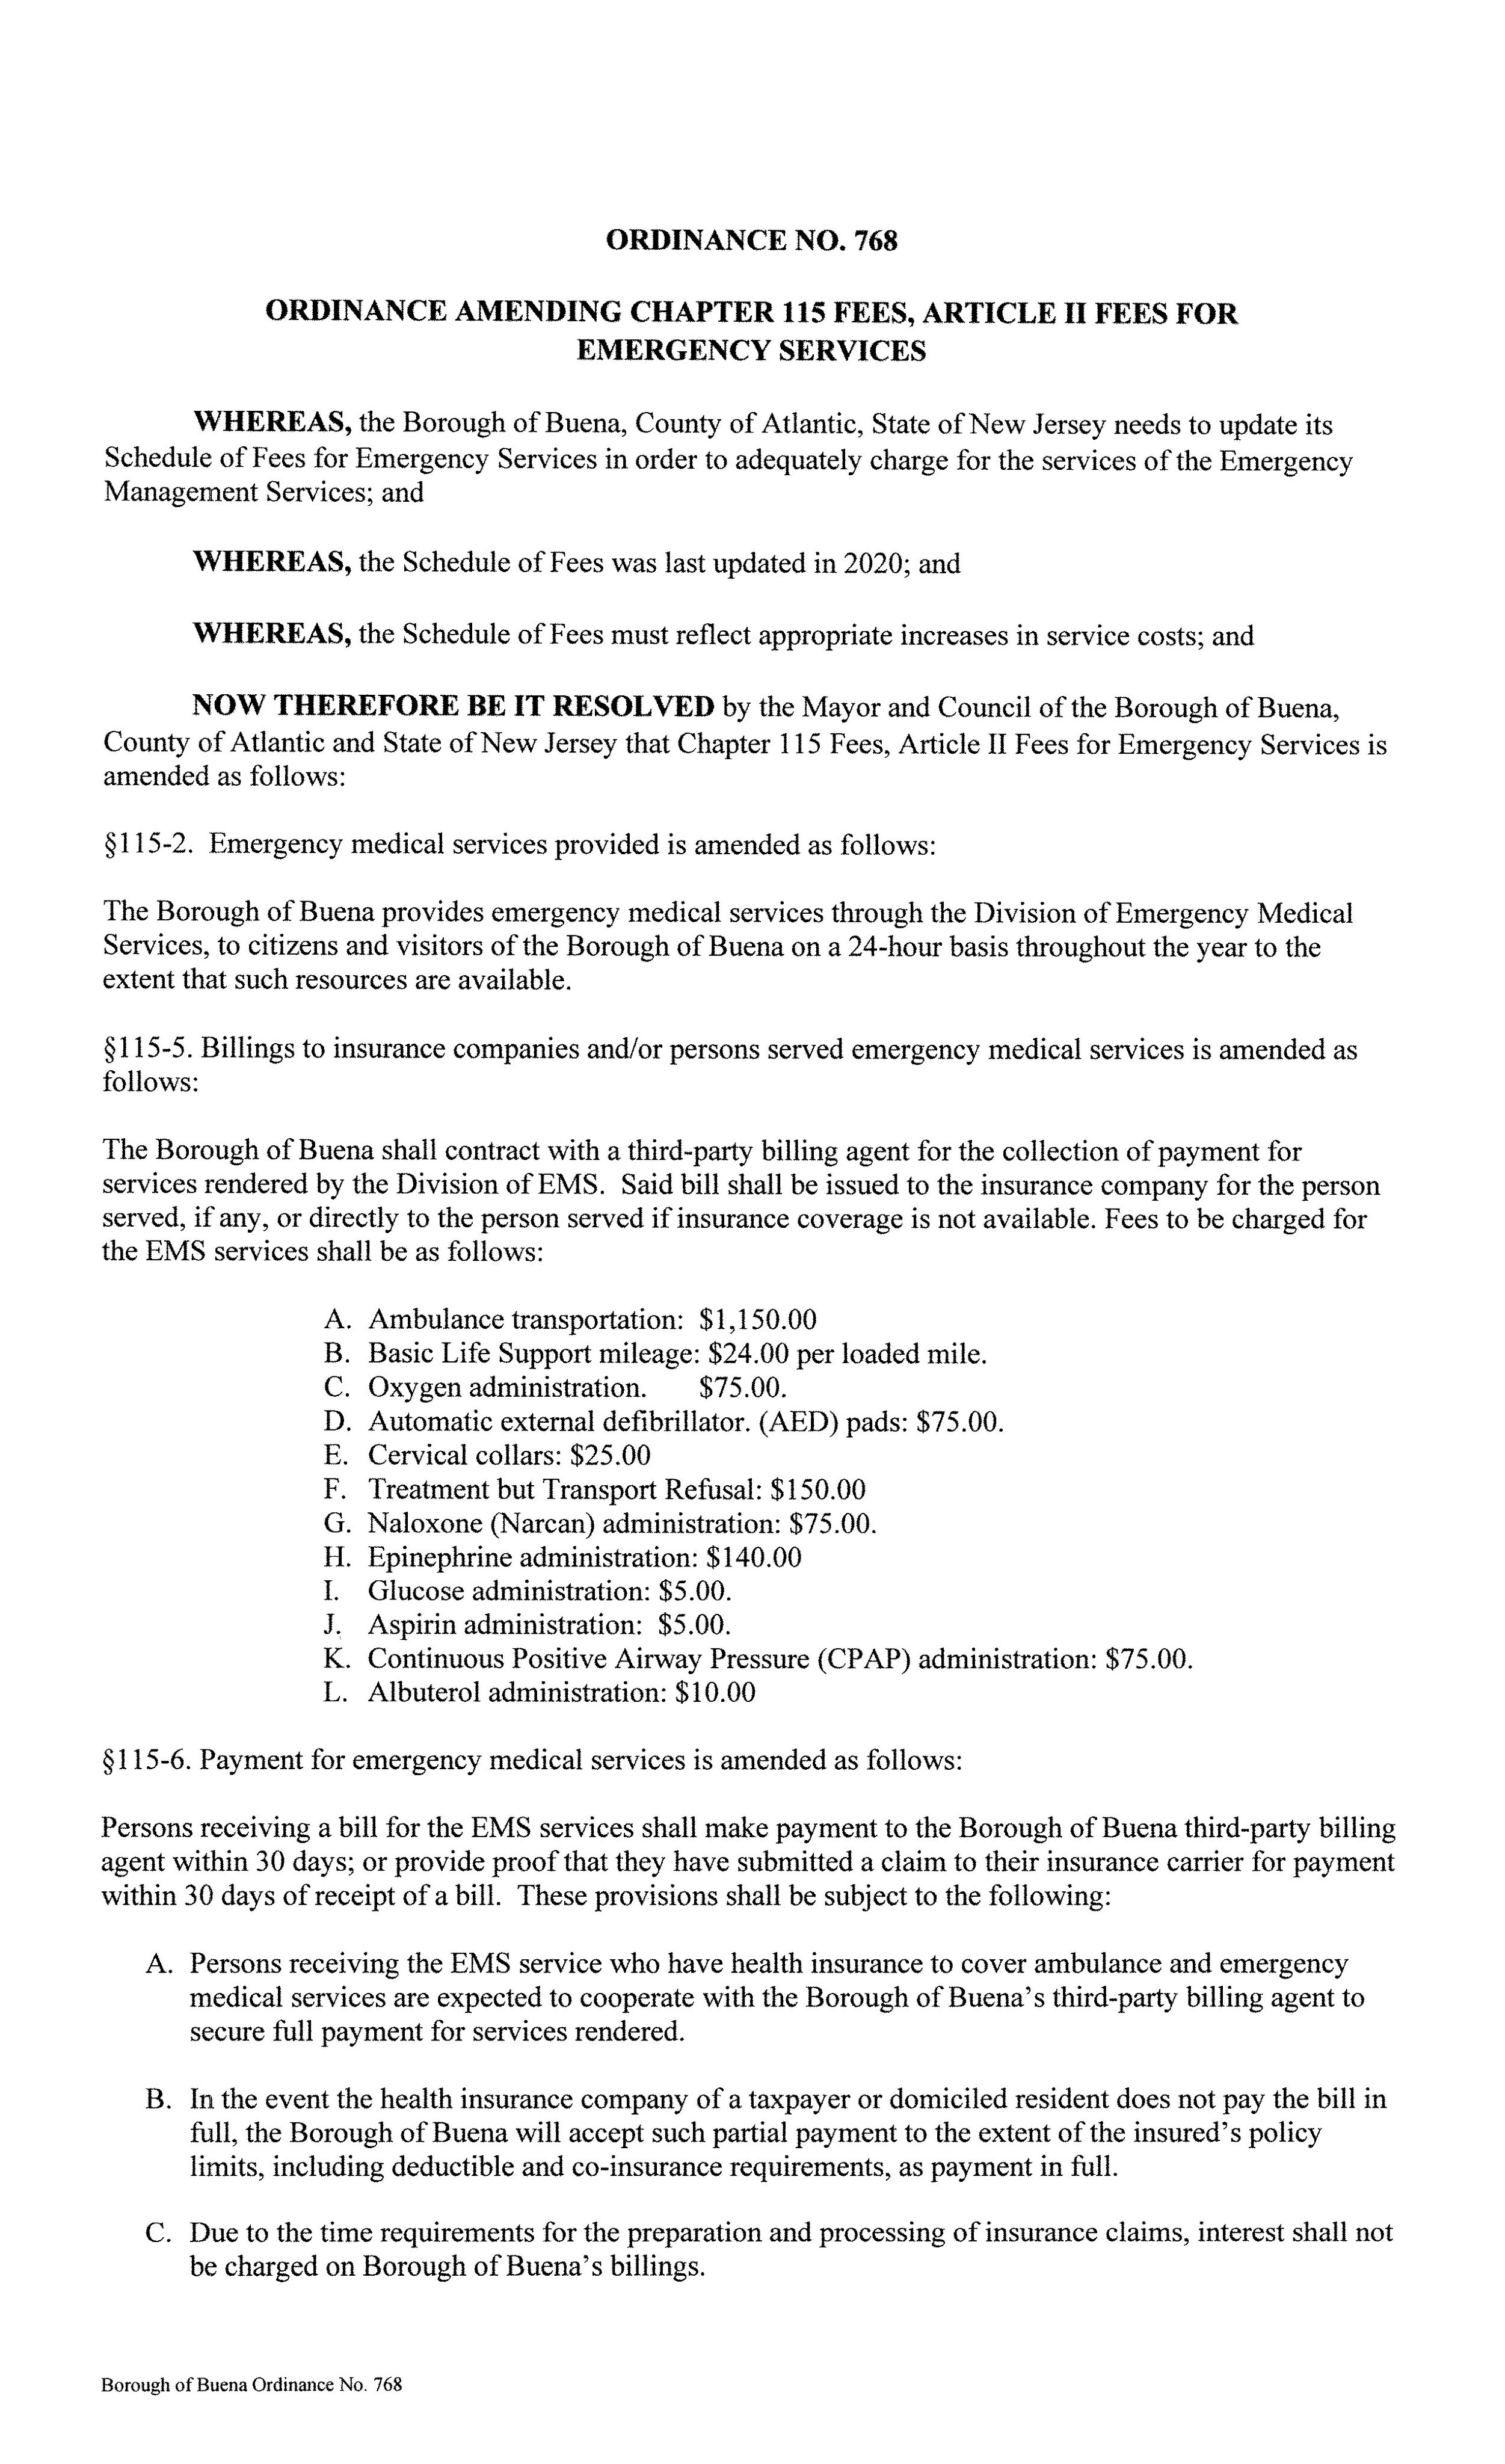 ORDINANCE NO. 768
ORDINANCE AMENDING CHAPTER 115 FEES, ARTICLE II FEES FOR
EMERGENCY SERVICES
WHEREAS, the Borough of Buena, County of Atlantic, State of New Jersey needs to update its
Schedule of Fees for Emergency Services in order to adequately charge for the services of the Emergency
Management Services; and
WHEREAS, the Schedule of Fees was last updated in 2020; and
WHEREAS, the Schedule of Fees must reflect appropriate increases in service costs; and
NOW THEREFORE BE IT RESOLVED by the Mayor and Council of the Borough of Buena,
County of Atlantic and State of New Jersey that Chapter 115 Fees, Article II Fees for Emergency Services is
amended as follows:
§115-2. Emergency medical services provided is amended as follows:
The Borough of Buena provides emergency medical services through the Division of Emergency Medical
Services, to citizens and visitors of the Borough of Buena on a 24-hour basis throughout the year to the
extent that such resources are available.
§115-5. Billings to insurance companies and/or persons served emergency medical services is amended as
follows:
The Borough of Buena shall contract with a third-party billing agent for the collection of payment for
services rendered by the Division of EMS. Said bill shall be issued to the insurance company for the person
served, if any, or directly to the person served if insurance coverage is not available. Fees to be charged for
the EMS services shall be as follows:
A. Ambulance transportation: $1,150.00
B. Basic Life Support mileage: $24.00 per loaded mile.
C. Oxygen administration. $75.00.
D. Automatic external defibrillator. (AED) pads: $75.00.
E. Cervical collars: $25.00
F. Treatment but Transport Refusal: $150.00
G. Naloxone (Narcan) administration: $75.00.
H. Epinephrine administration: $140.00
I. Glucose administration: $5.00.
J. Aspirin administration: $5.00.
K. Continuous Positive Airway Pressure (CPAP) administration: $75.00.
L. Albuterol administration: $10.00
§115-6. Payment for emergency medical services is amended as follows:
Persons receiving a bill for the EMS services shall make payment to the Borough of Buena third-party billing
agent within 30 days; or provide proof that they have submitted a claim to their insurance carrier for payment
within 30 days of receipt of a bill. These provisions shall be subject to the following:
A. Persons receiving the EMS service who have health insurance to cover ambulance and emergency
medical services are expected to cooperate with the Borough of Buena's third-party billing agent to
secure full payment for services rendered.
B. In the event the health insurance company of a taxpayer or domiciled resident does not pay the bill in
full, the Borough of Buena will accept such partial payment to the extent of the insured's policy
limits, including deductible and co-insurance requirements, as payment in full.
C. Due to the time requirements for the preparation and processing of insurance claims, interest shall not
be charged on Borough of Buena's billings.
Borough of Buena Ordinance No. 768